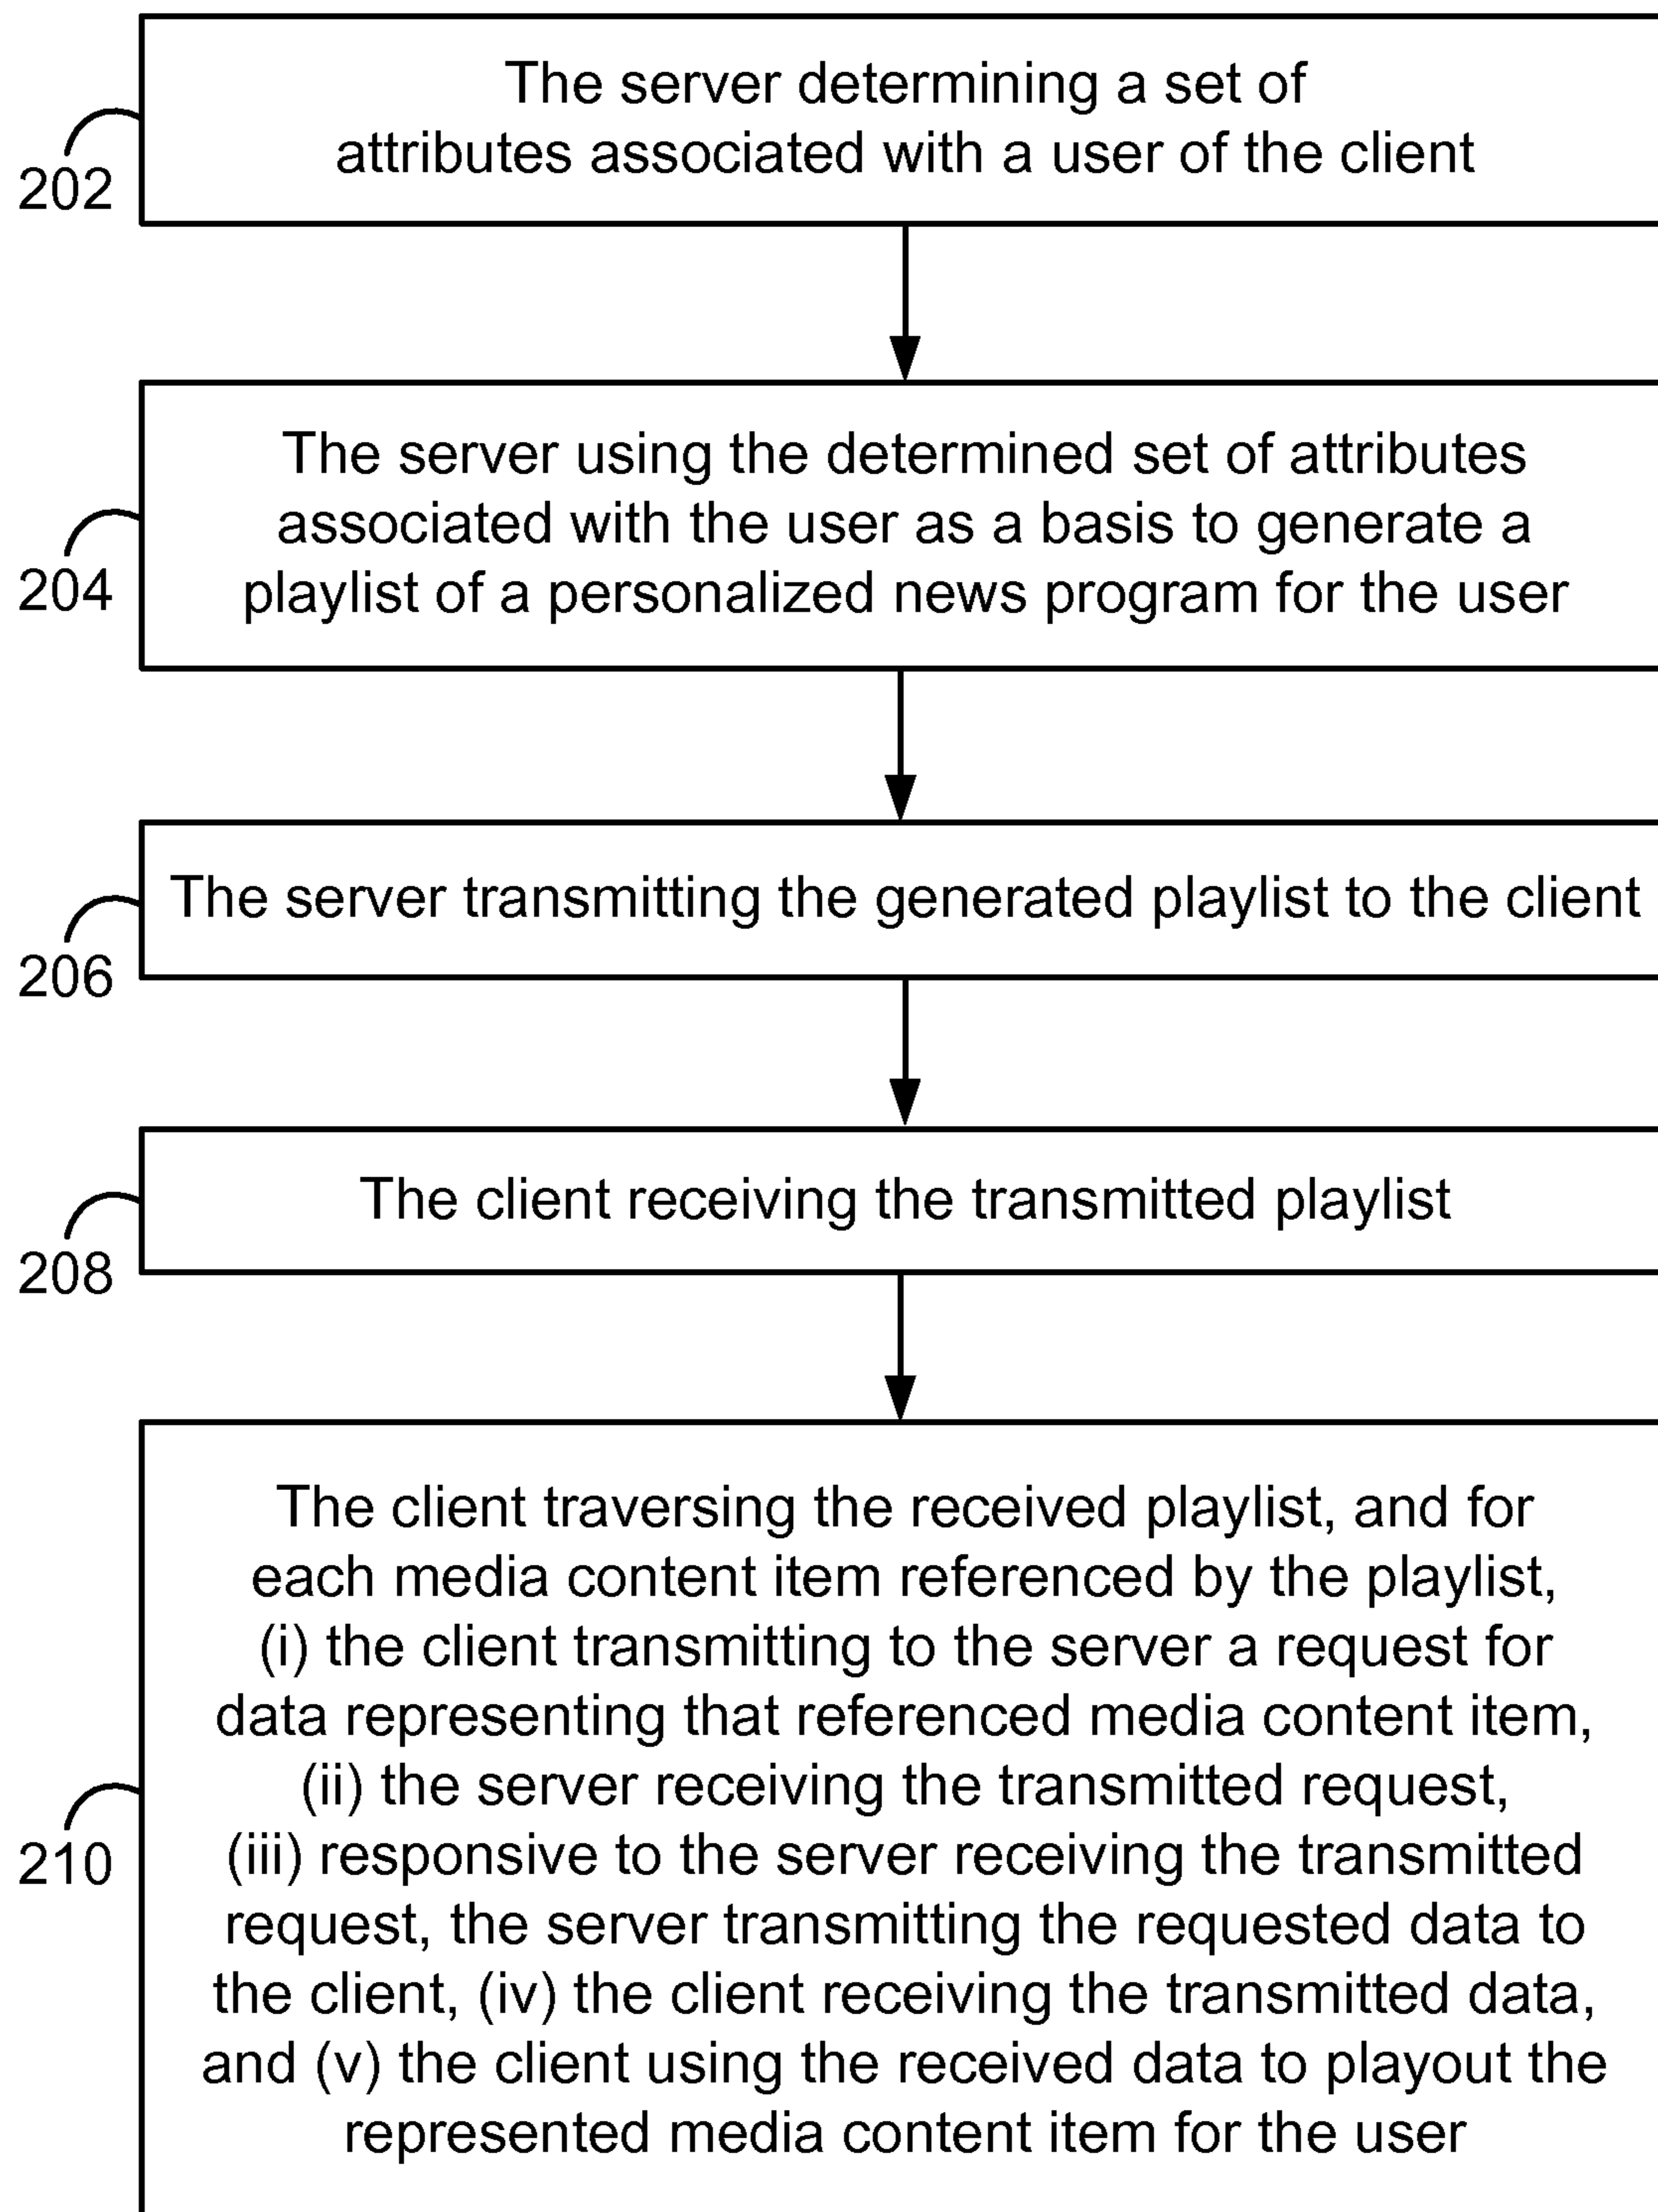 The server determining a set of
attributes associated with a user of the client
202
The server using the determined set of attributes
associated with the user as a basis to generate a
playlist of a personalized news program for the user
204
The server transmitting the generated playlist to the client
206
The client receiving the transmitted playlist
208
The client traversing the received playlist, and for
each media content item referenced by the playlist,
(i) the client transmitting to the server a request for
data representing that referenced media content item,
(ii) the server receiving the transmitted request,
(iii) responsive to the server receiving the transmitted
request, the server transmitting the requested data to
the client, (iv) the client receiving the transmitted data,
and (v) the client using the received data to playout the
represented media content item for the user
210